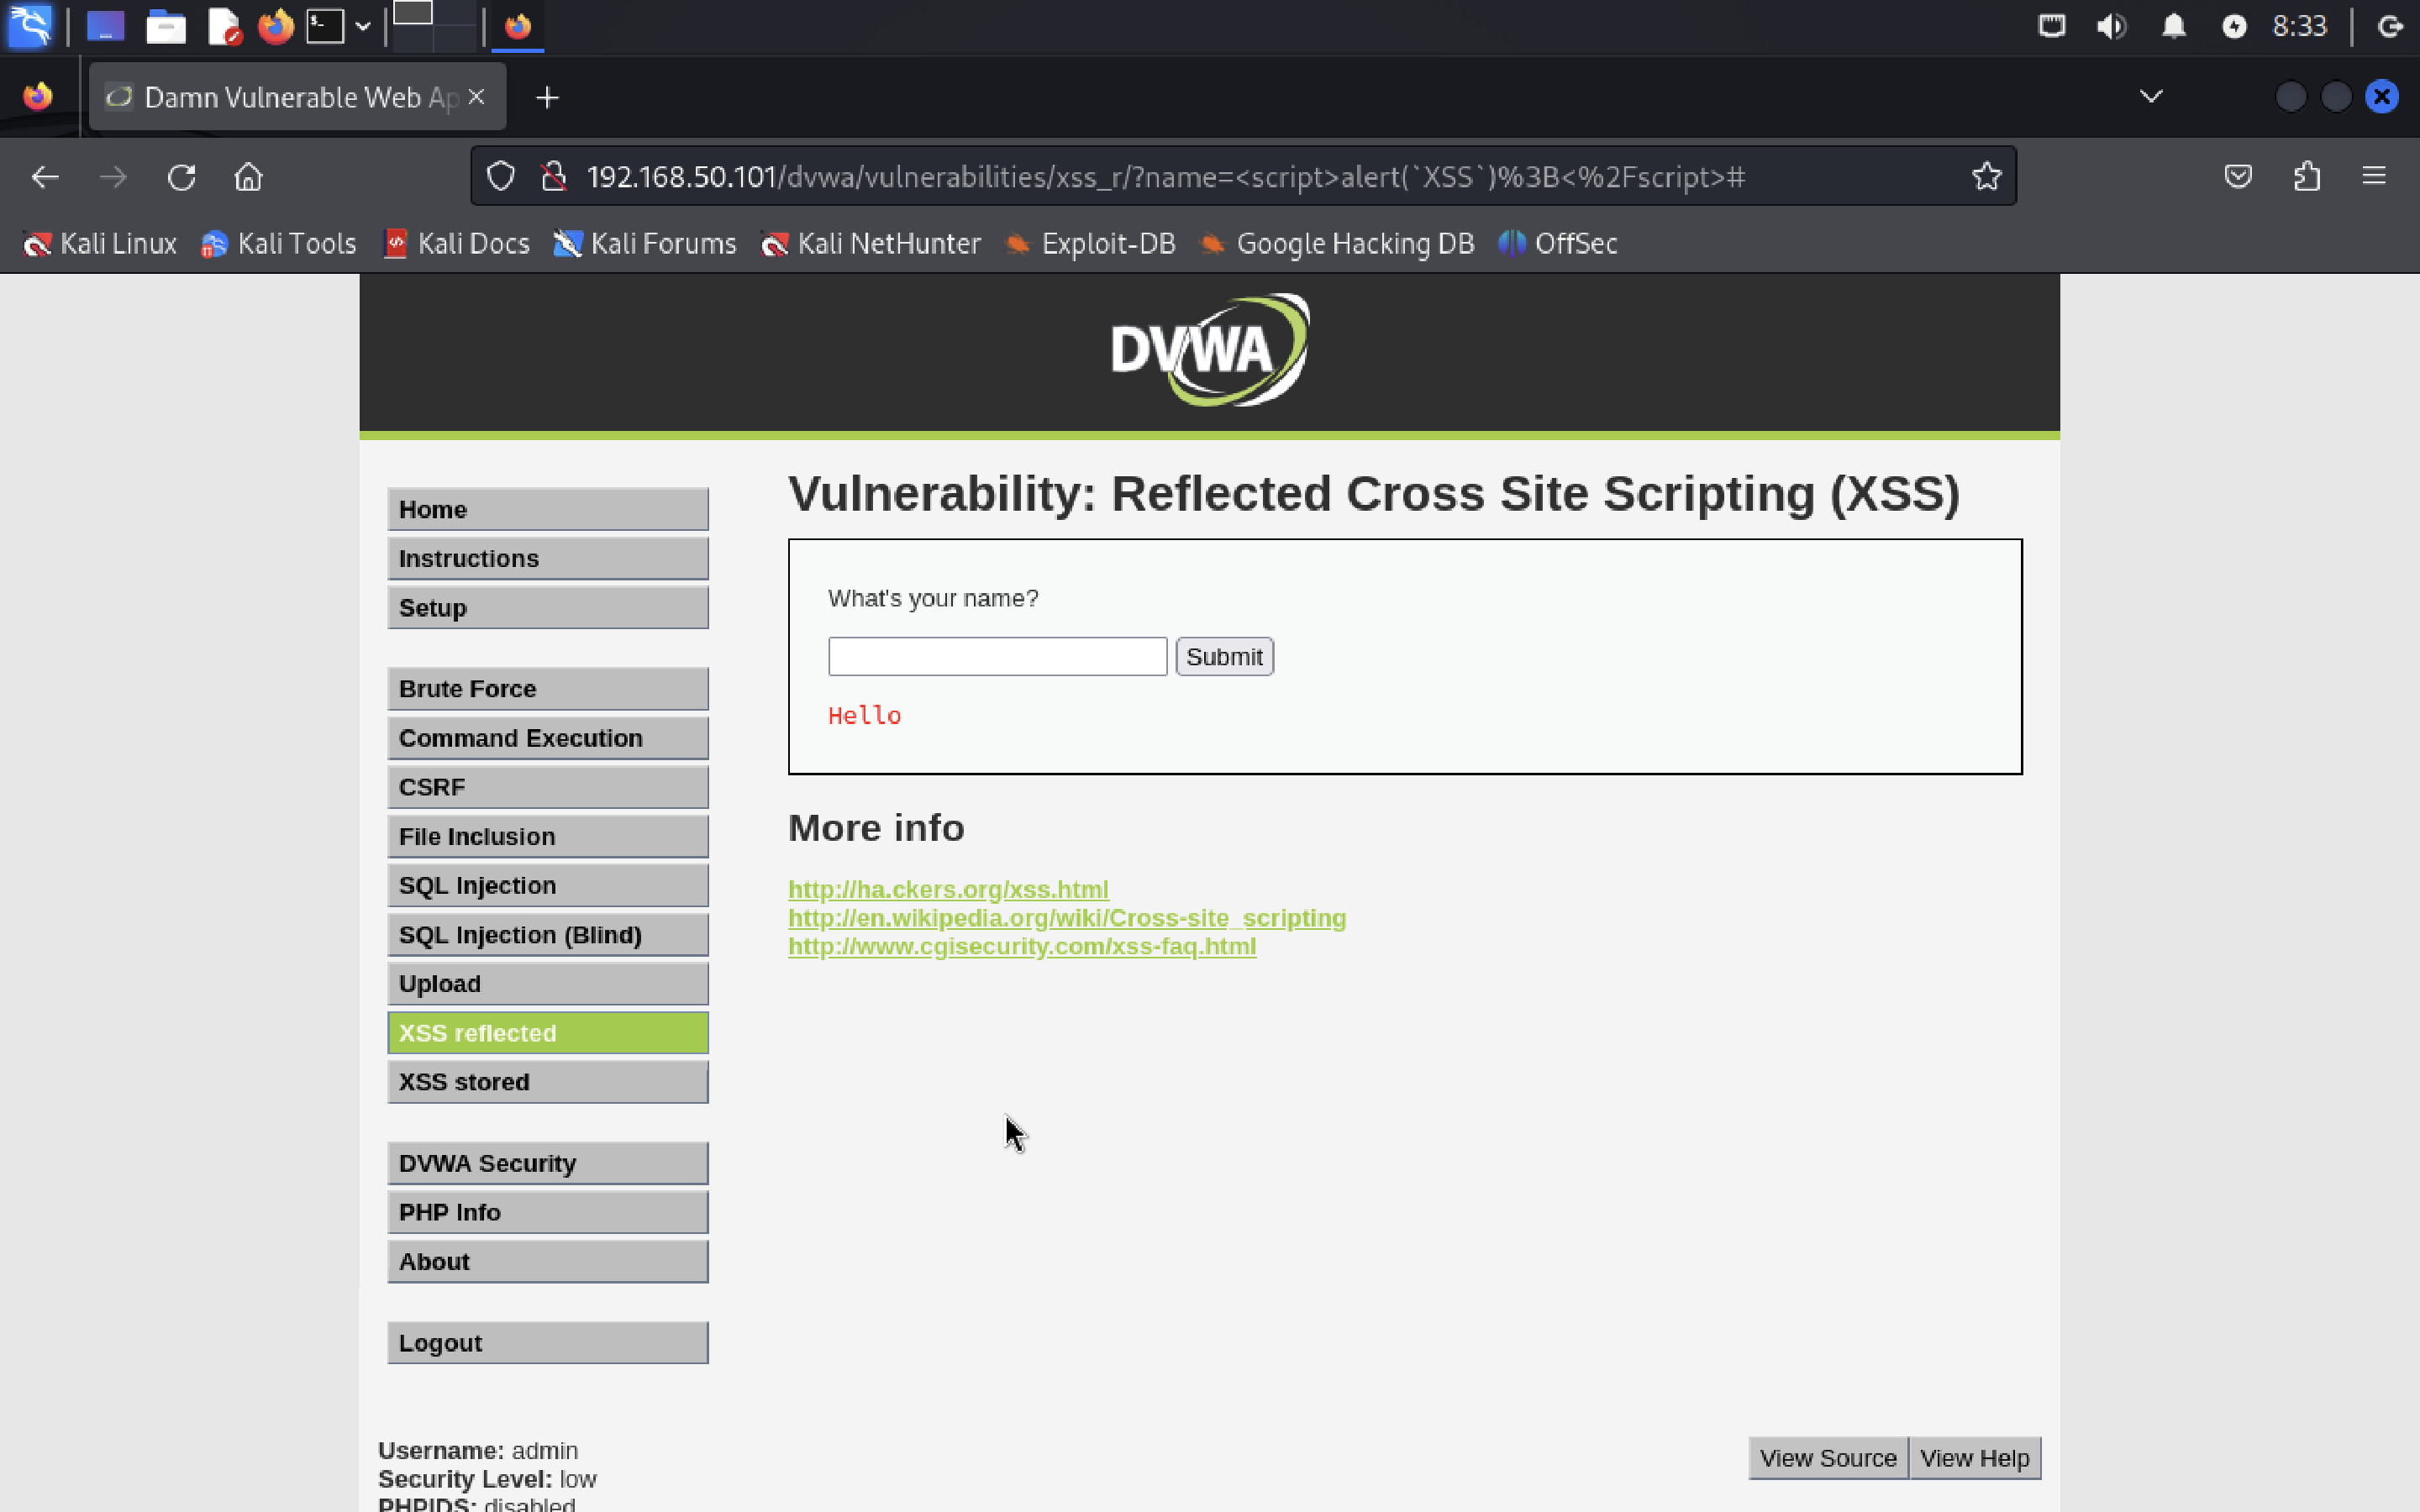 8:33
Damn Vulnerable Web Ap
192.168.50.101/dvwa/vulnerabilities/xss_r/?name=<script>alert(`XSS`)%3B<%2Fscript>#
Kali Linux Kali Tools Kali Docs Kali Forums Kali NetHunter Exploit-DB Google Hacking DB OffSec
DVWA
Home
Instructions
Setup
Brute Force
Command Execution
CSRF
File Inclusion
SQL Injection
SQL Injection (Blind)
Upload
XSS reflected
XSS stored
DVWA Security
PHP Info
About
Logout
Vulnerability: Reflected Cross Site Scripting (XSS)
What's your name?
Submit
Hello
More info
http://ha.ckers.org/xss.html
http://en.wikipedia.org/wiki/Cross-site_scripting
http://www.cgisecurity.com/xss-faq.html
Username: admin
Security Level: low
PHPIDS: disabled
View Source View Help